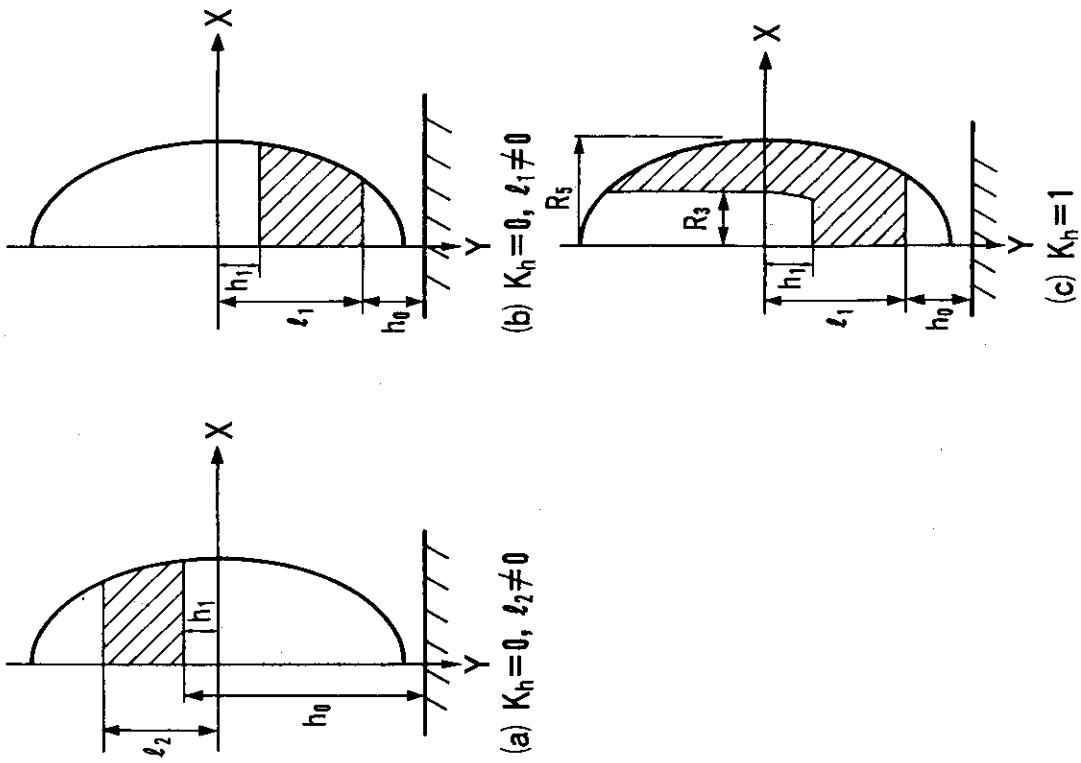 X
Y
h₁
h₀
ℓ₂
(a) Kₕ=0, ℓ₂≠0
X
Y
h₁
ℓ₁
h₀
(b) Kₕ=0, ℓ₁≠0
X
Y
R₅
R₃
h₁
ℓ₁
h₀
(c) Kₕ=1